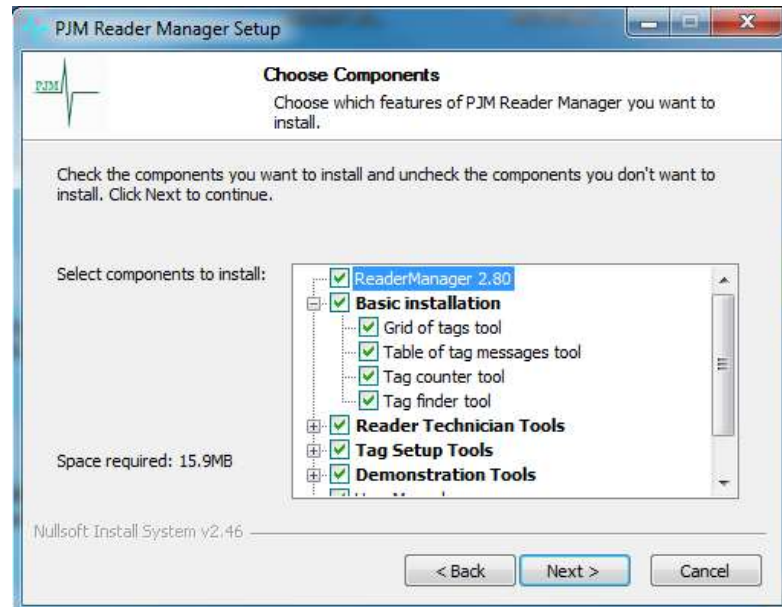 PJM Reader Manager Setup
PJM
Choose Components
Choose which features of PJM Reader Manager you want to
install.
Check the components you want to install and uncheck the components you don't want to
install. Click Next to continue.
Select components to install:
ReaderManager 2.80
Basic installation
Grid of tags tool
Table of tag messages tool
Tag counter tool
Tag finder tool
Reader Technician Tools
Tag Setup Tools
Demonstration Tools
Space required: 15.9MB
Nullsoft Install System v2.46
< Back
Next >
Cancel